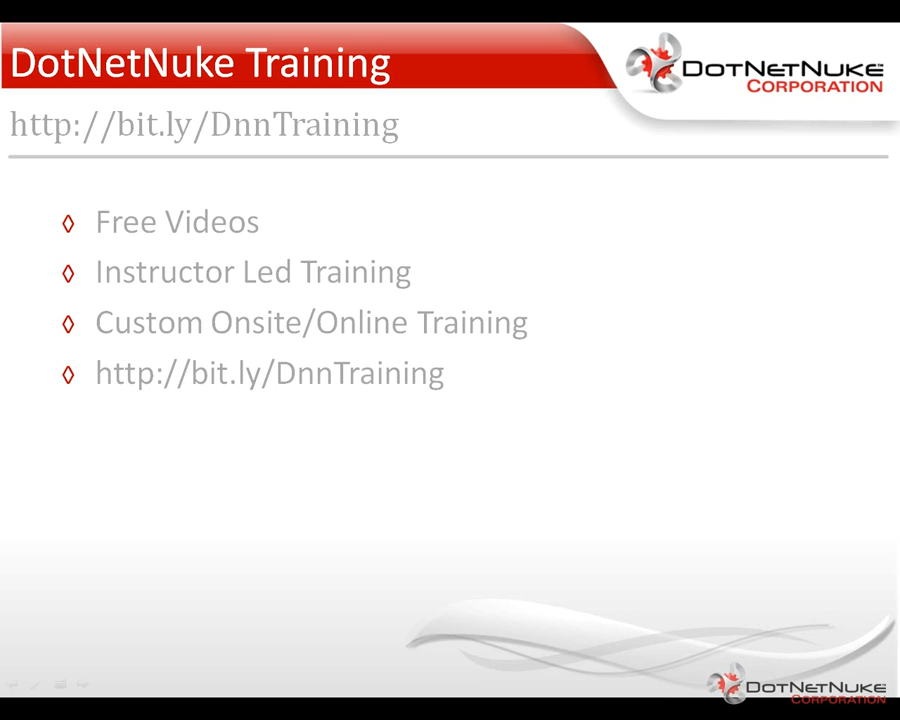 DotNetNuke Training
DOTNETNUKE
CORPORATION
http://bit.ly/DnnTraining
Free Videos
Instructor Led Training
Custom Onsite/Online Training
http://bit.ly/DnnTraining
DOTNETNUKE
CORPORATION